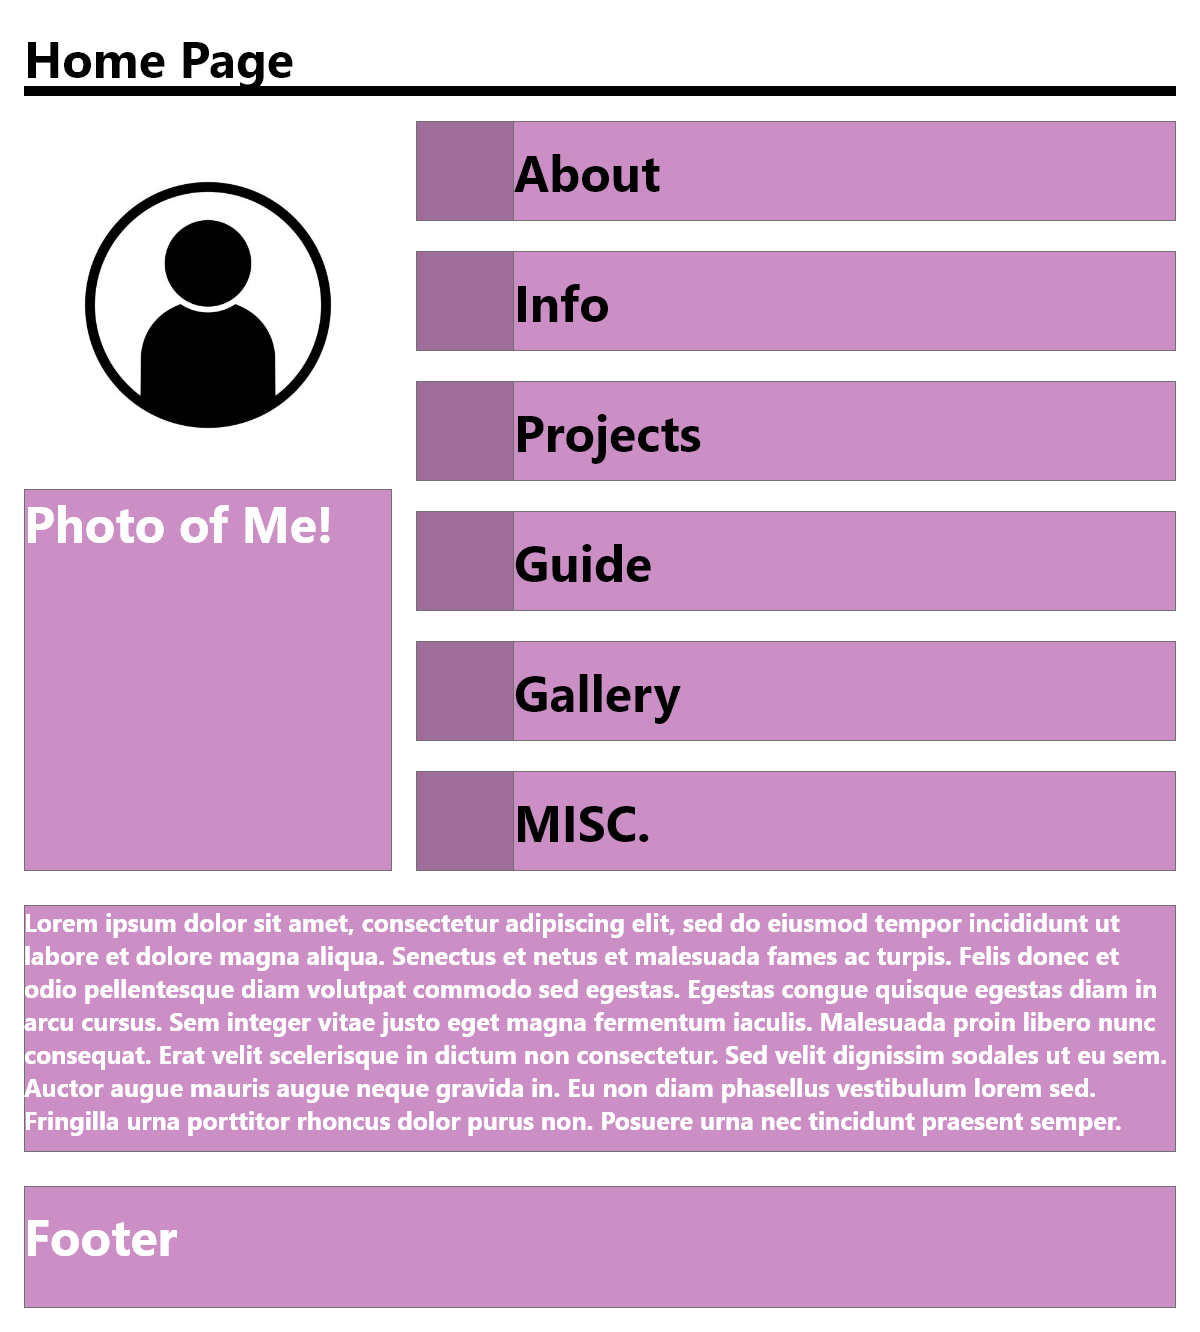 Home Page
About
Info
Projects
Photo of Me!
Guide
Gallery
MISC.
Lorem ipsum dolor sit amet, consectetur adipiscing elit, sed do eiusmod tempor incididunt ut
labore et dolore magna aliqua. Senectus et netus et malesuada fames ac turpis. Felis donec et
odio pellentesque diam volutpat commodo sed egestas. Egestas congue quisque egestas diam in
arcu cursus. Sem integer vitae justo eget magna fermentum iaculis. Malesuada proin libero nunc
consequat. Erat velit scelerisque in dictum non consectetur. Sed velit dignissim sodales ut eu sem.
Auctor augue mauris augue neque gravida in. Eu non diam phasellus vestibulum lorem sed.
Fringilla urna porttitor rhoncus dolor purus non. Posuere urna nec tincidunt praesent semper.
Footer